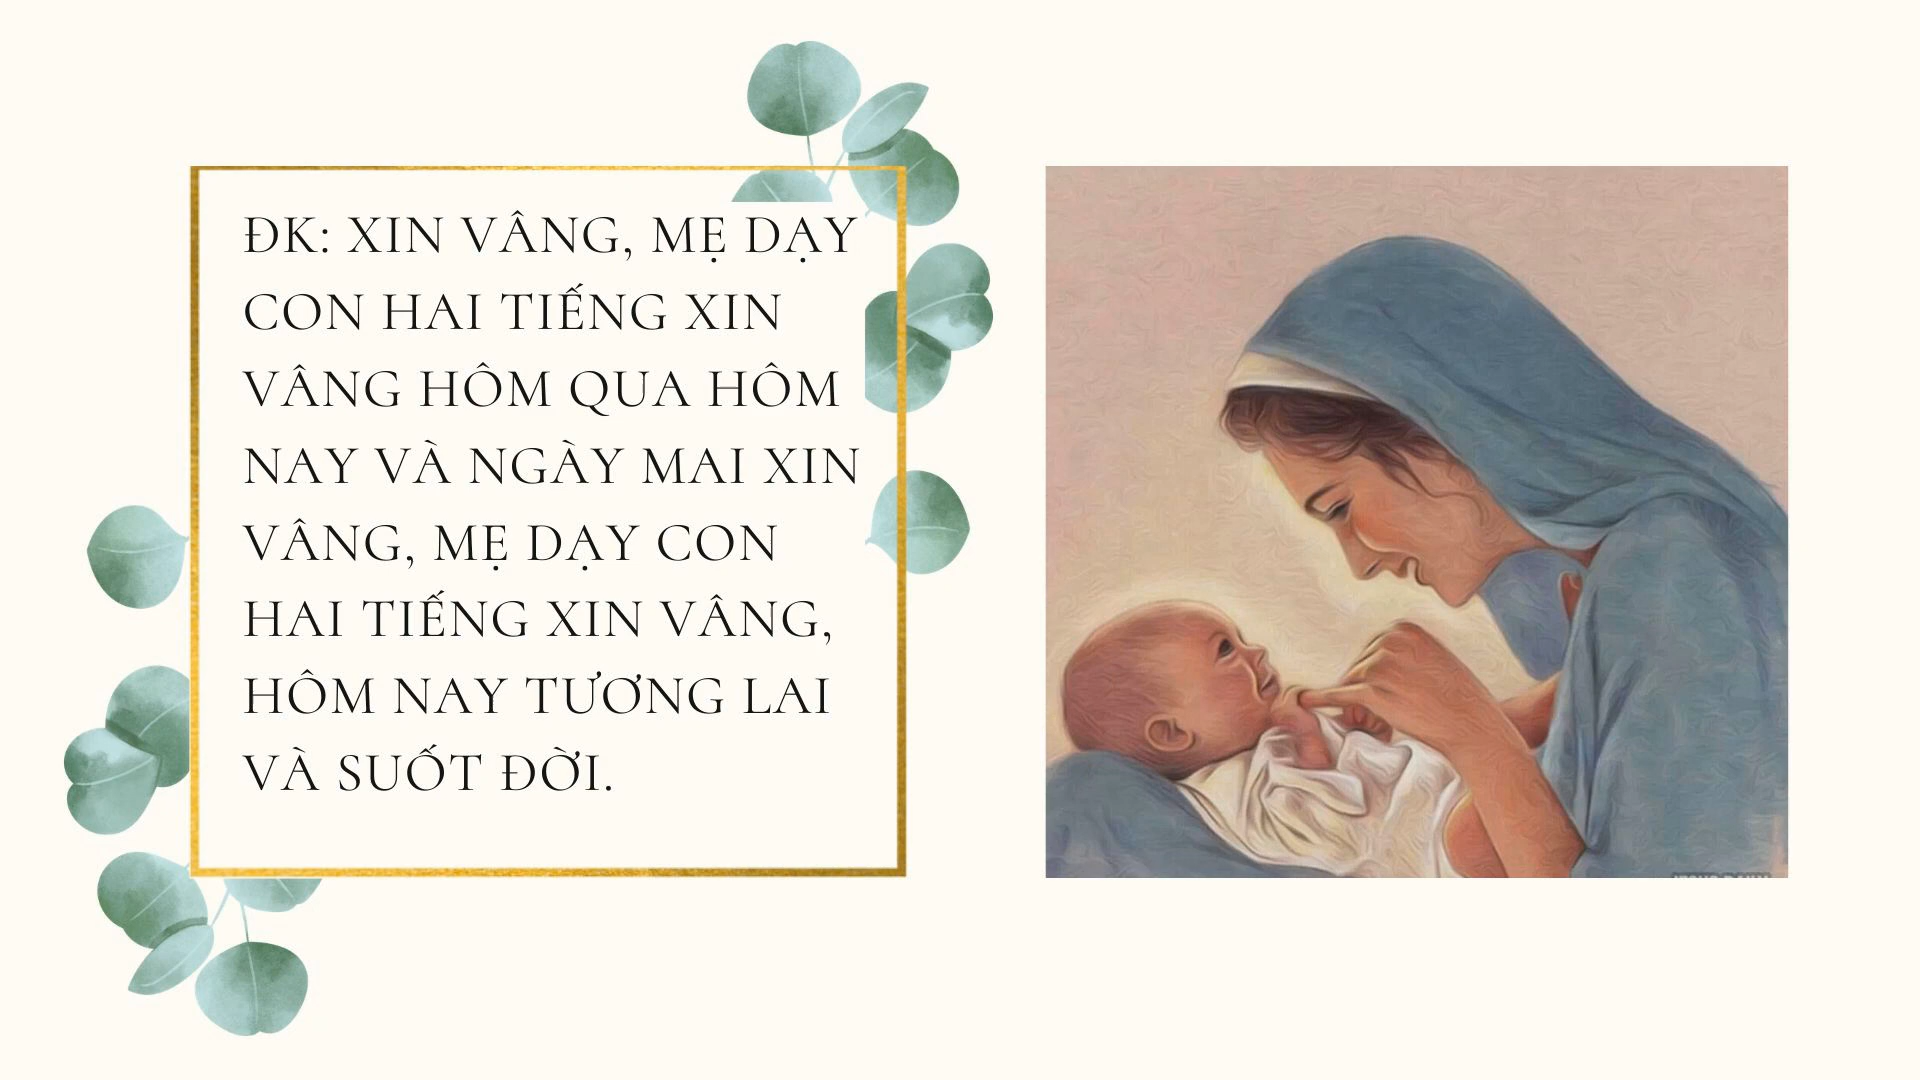 ĐK: XIN VÂNG, MẸ DẠY
CON HAI TIẾNG XIN
VÂNG HÔM QUA HÔM
NAY VÀ NGÀY MAI XIN
VÂNG, MẸ DẠY CON
HAI TIẾNG XIN VÂNG,
HÔM NAY TƯƠNG LAI
VÀ SUỐT ĐỜI.